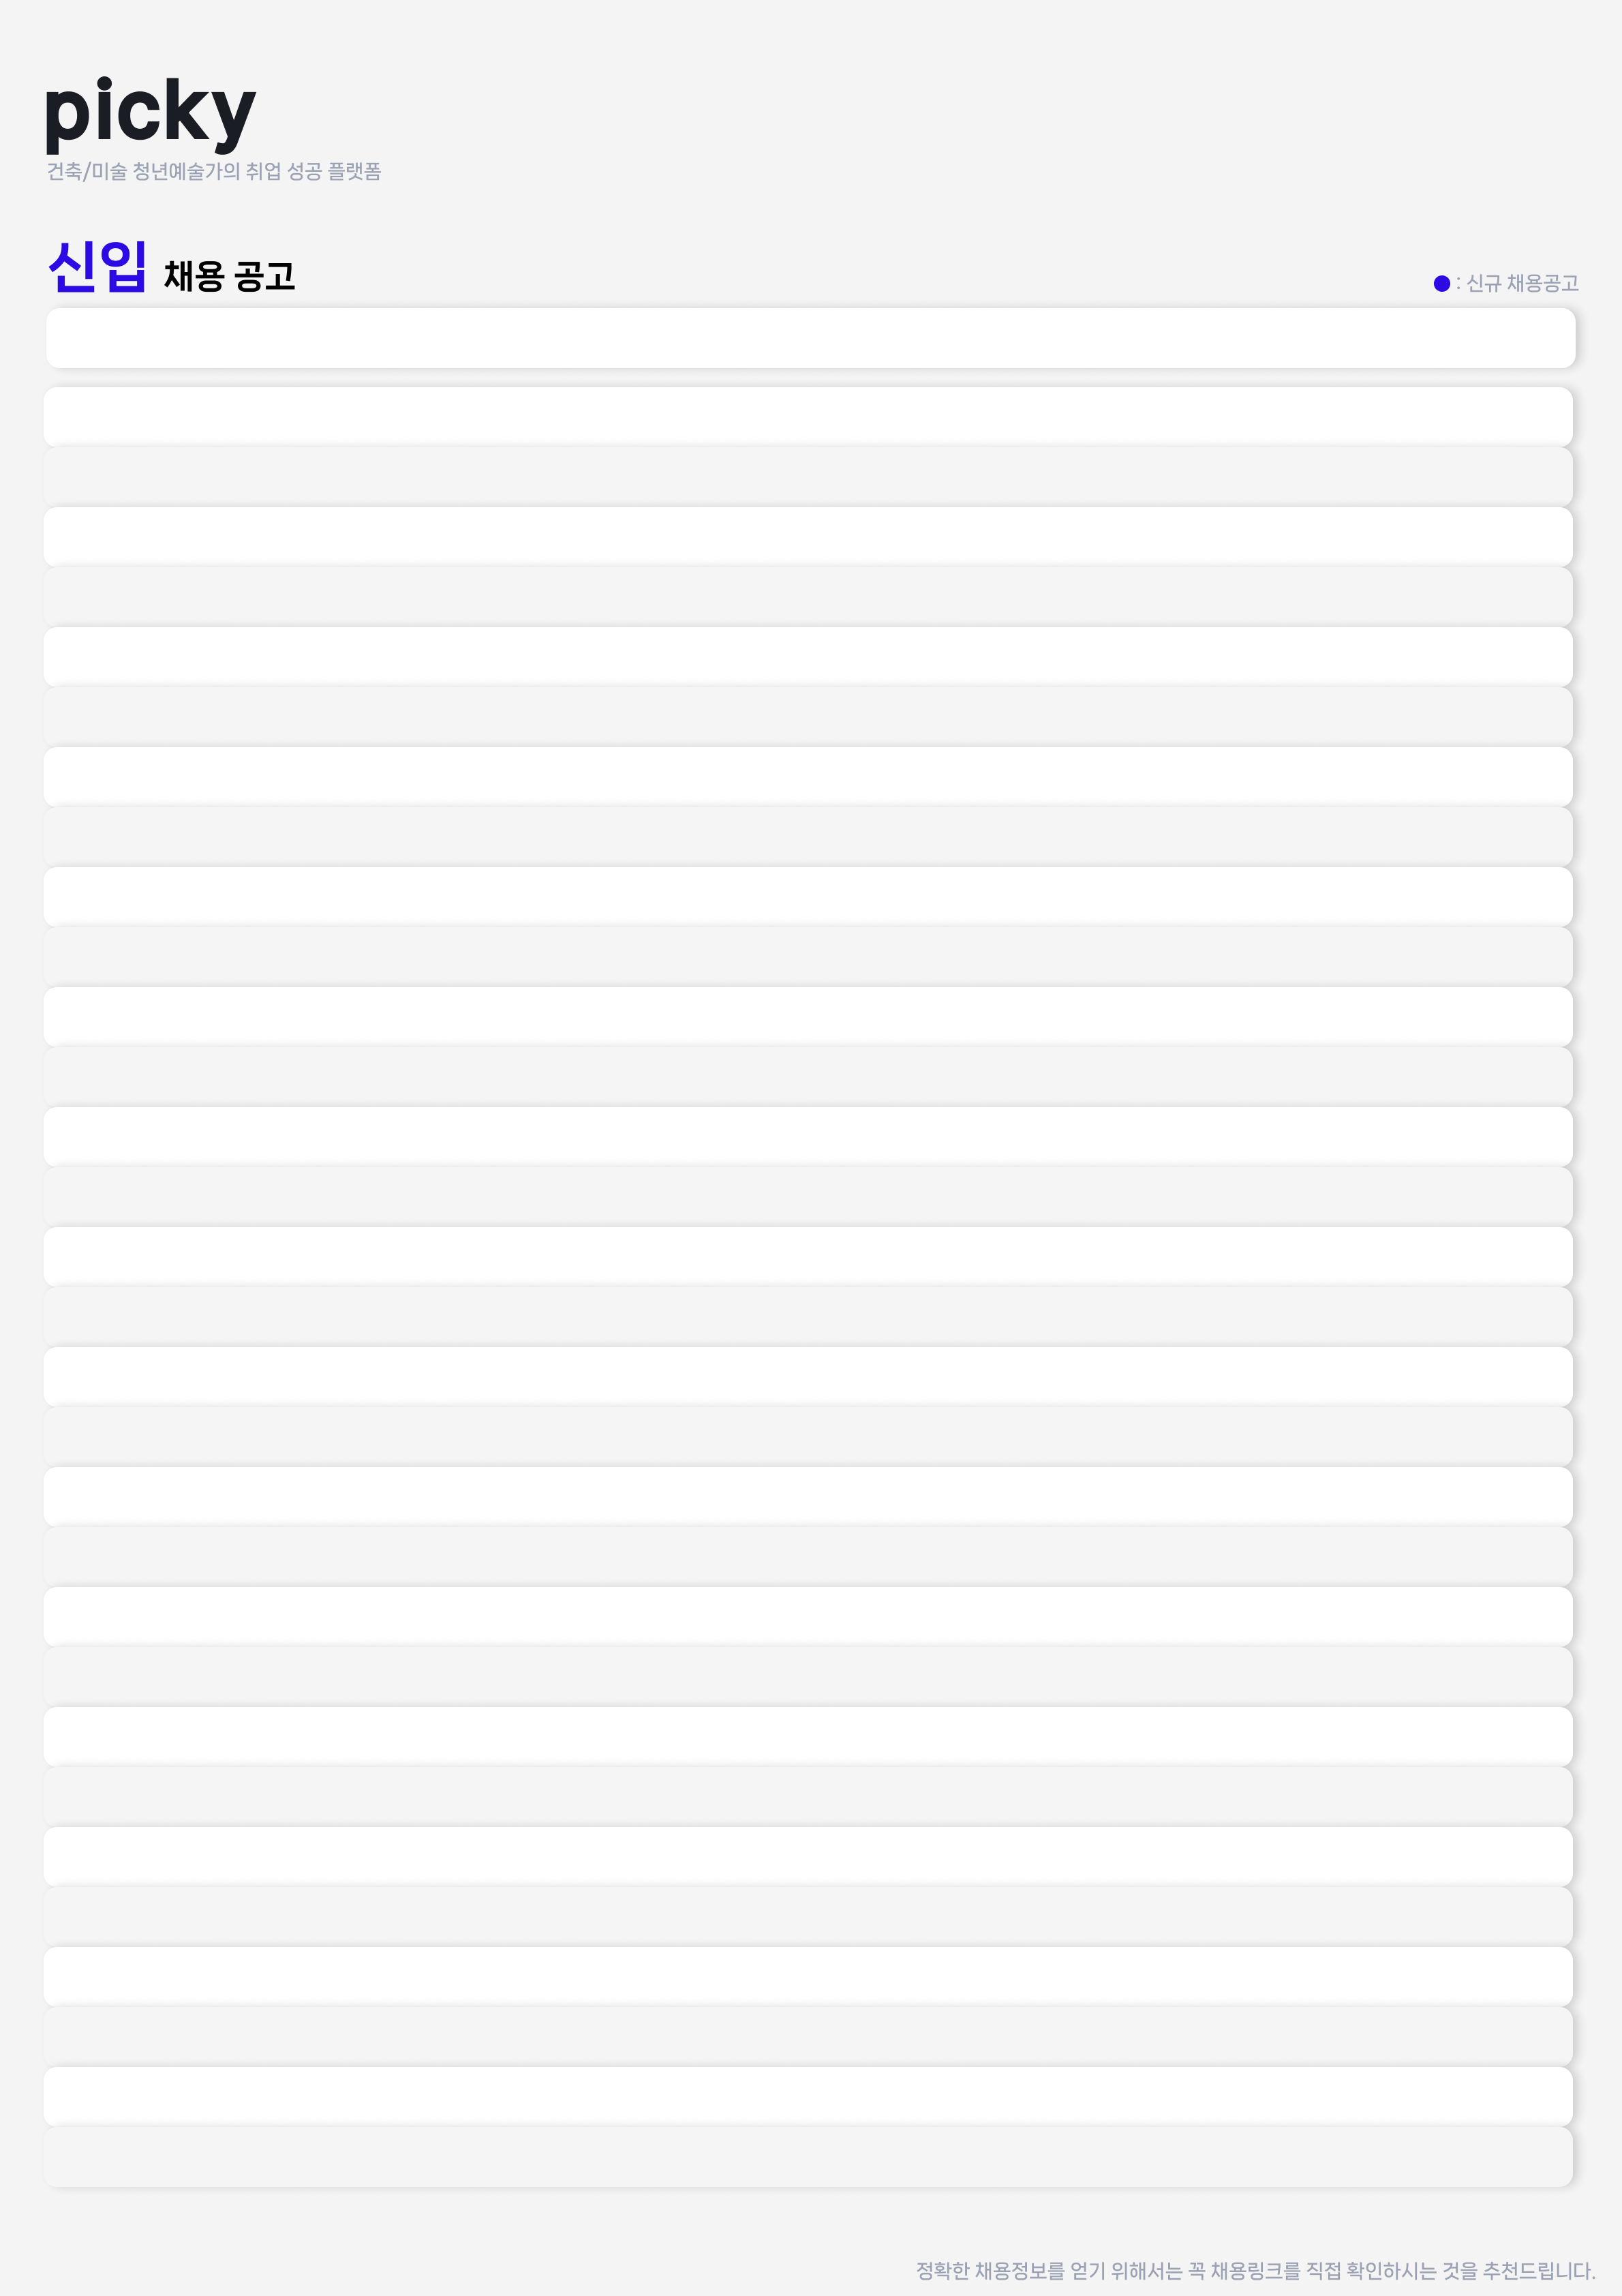 picky
건축/미술 청년예술가의 취업 성공 플랫폼
신입 채용 공고
: 신규 채용공고
정확한 채용정보를 얻기 위해서는 꼭 채용링크를 직접 확인하시는 것을 추천드립니다.